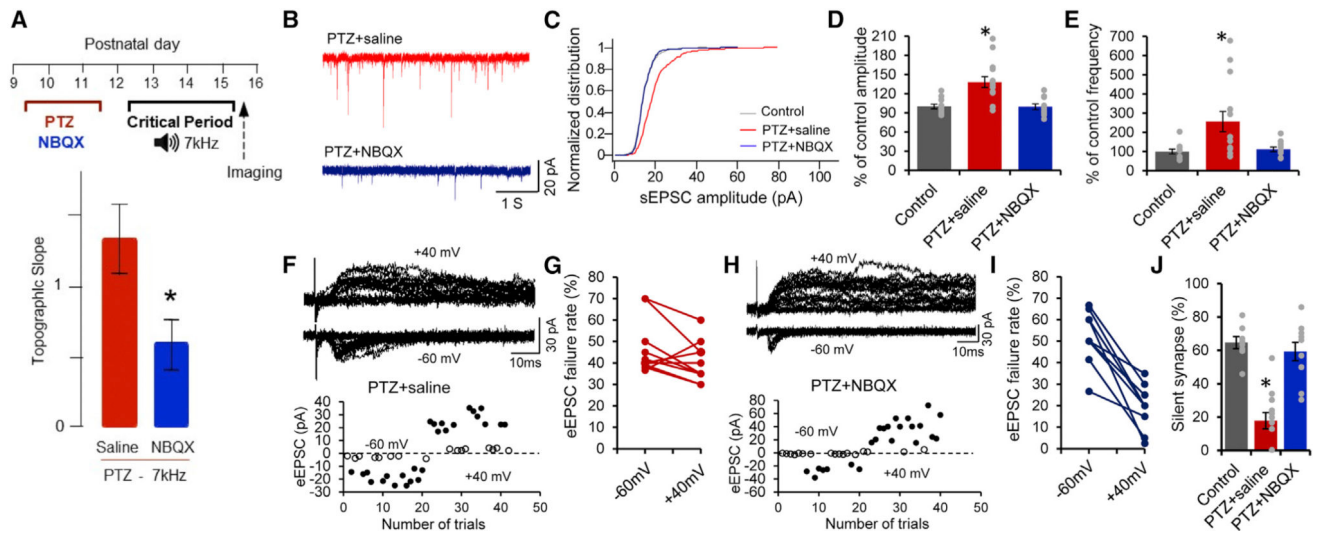 A
Postnatal day
9 10 11 12 13 14 15 16
PTZ
NBQX
Critical Period
7kHz
Imaging
Topographic Slope
1
0
*
Saline NBQX
PTZ - 7kHz
B
PTZ+saline
PTZ+NBQX
20 pA
1 S
C
Normalized distribution
1
0.8
0.6
0.4
0.2
0
0 20 40 60 80 100
sEPSC amplitude (pA)
Control
PTZ+saline
PTZ+NBQX
D
% of control amplitude
210
180
150
120
90
60
30
0
*
Control
PTZ+saline
PTZ+NBQX
E
% of control frequency
700
600
500
400
300
200
100
0
*
Control
PTZ+saline
PTZ+NBQX
F
+40 mV
-60 mV
30 pA
10ms
PTZ+saline
eEPSC (pA)
40
30
20
10
0
-10
-20
-30
-60 mV
+40 mV
0 10 20 30 40 50
Number of trials
G
eEPSC failure rate (%)
80
70
60
50
40
30
20
10
0
-60mV
+40mV
H
+40 mV
-60 mV
30 pA
10ms
PTZ+NBQX
eEPSC (pA)
80
60
40
20
0
-20
-40
-60
-60 mV
+40 mV
0 10 20 30 40 50
Number of trials
I
eEPSC failure rate (%)
80
70
60
50
40
30
20
10
0
-60mV
+40mV
J
Silent synapse (%)
100
80
60
40
20
0
*
Control
PTZ+saline
PTZ+NBQX